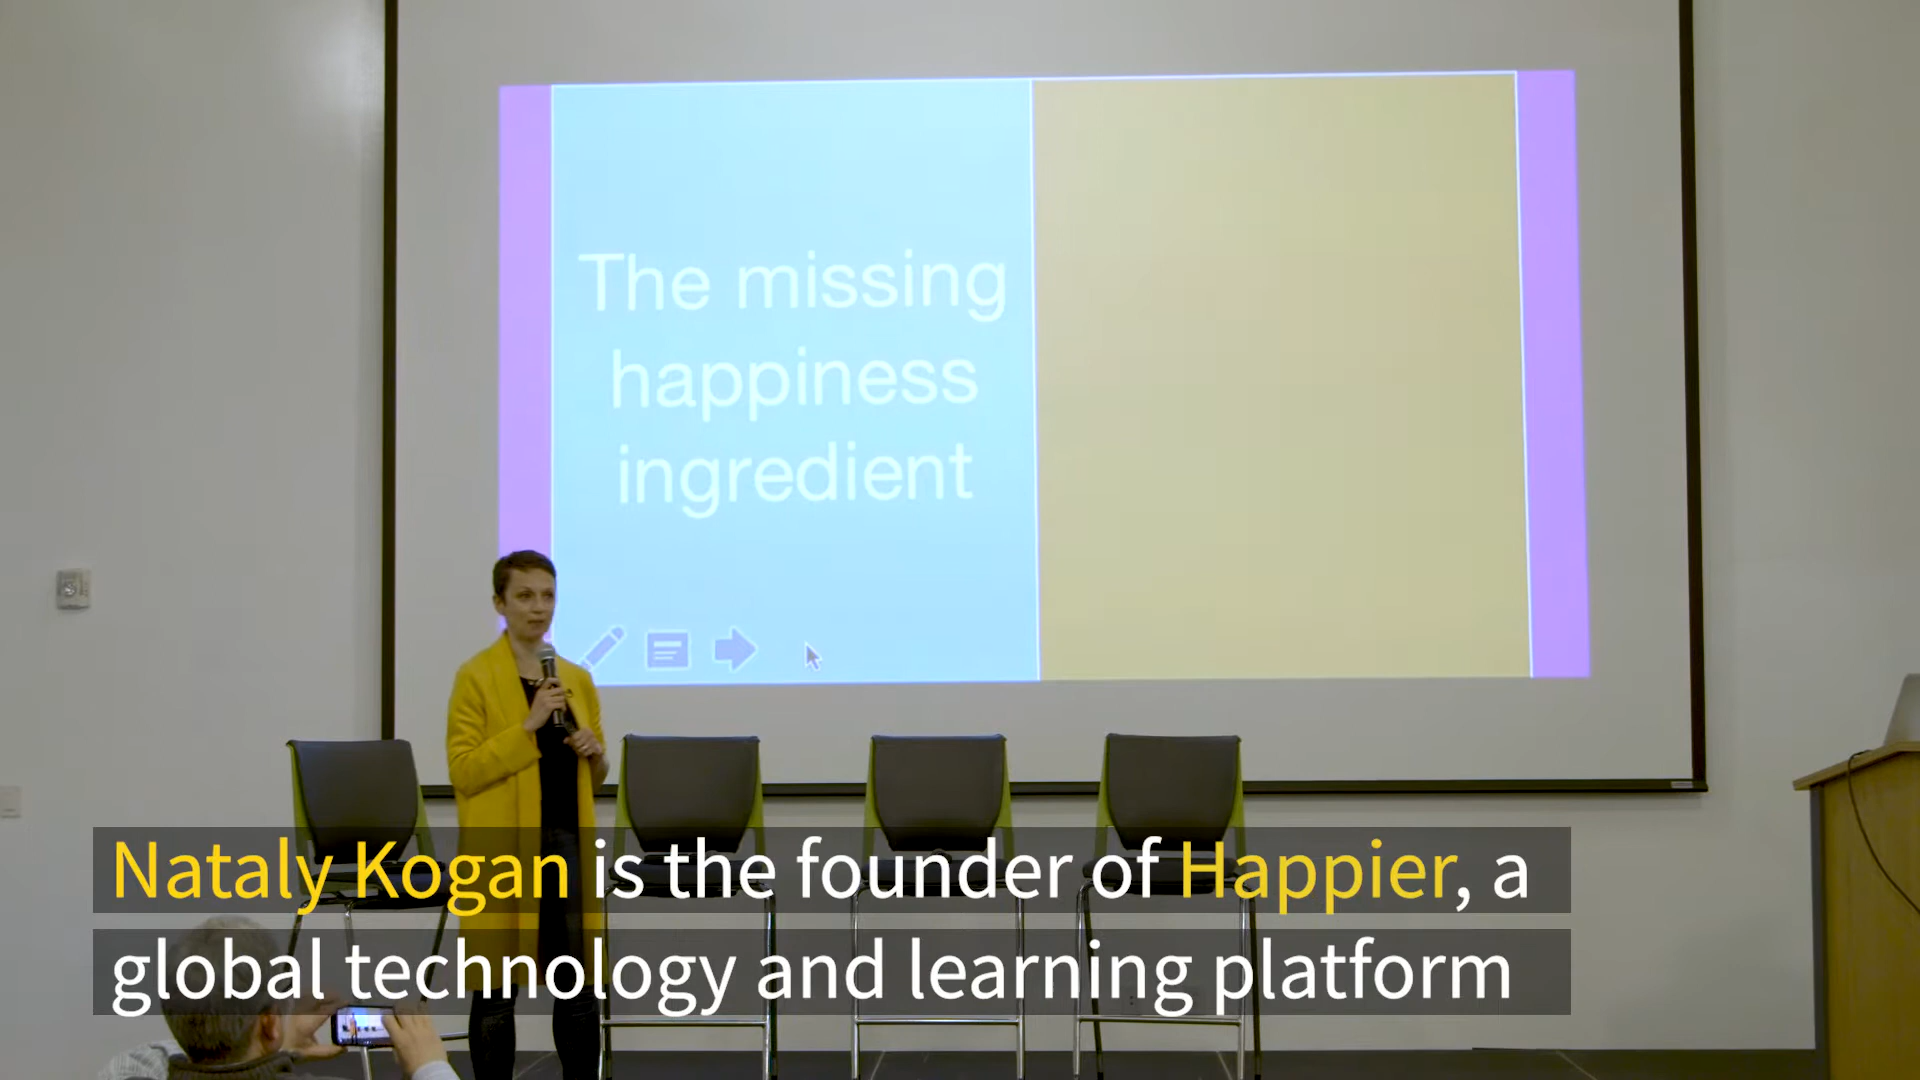 The missing
happiness
ingredient
Nataly Kogan is the founder of Happier, a
global technology and learning platform